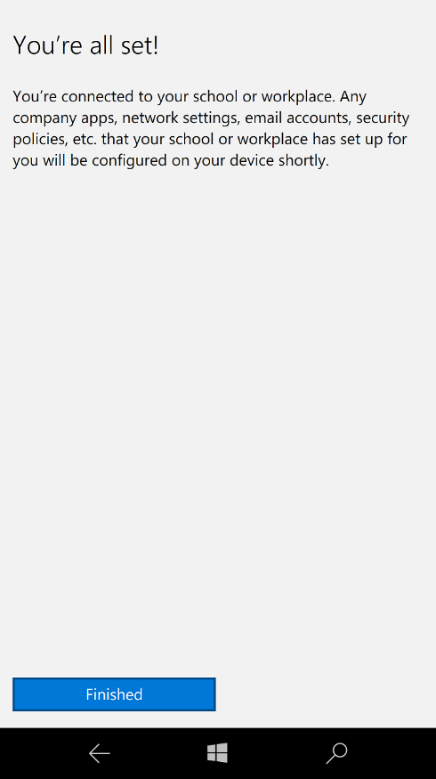 You’re all set!
You’re connected to your school or workplace. Any
company apps, network settings, email accounts, security
policies, etc. that your school or workplace has set up for
you will be configured on your device shortly.
Finished